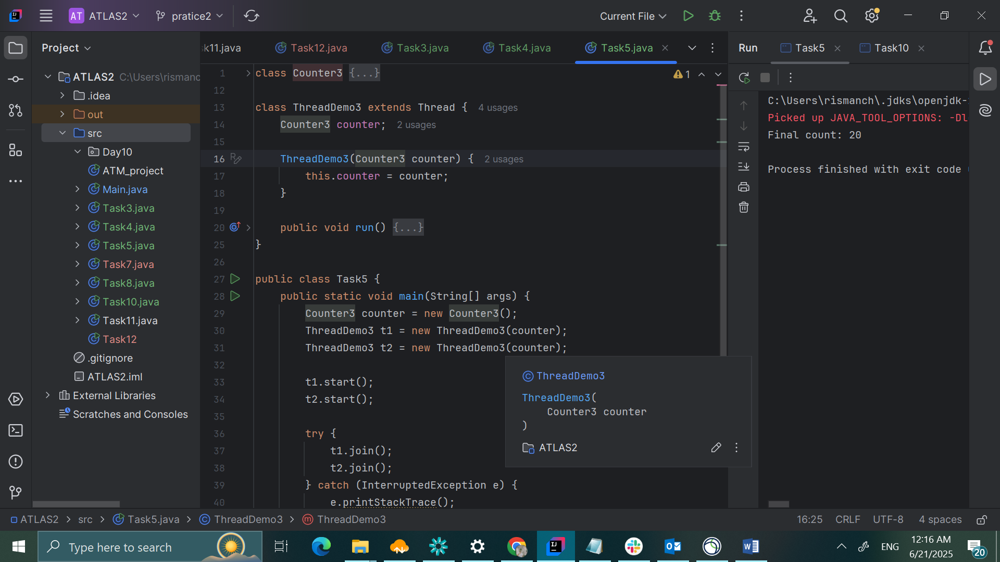 AT ATLAS2 pratice2 Current File
Project
ATLAS2 C:\Users\rismanc
.idea
out
src
Day10
ATM_project
Main.java
Task3.java
Task4.java
Task5.java
Task7.java
Task8.java
Task10.java
Task11.java
Task12
.gitignore
ATLAS2.iml
External Libraries
Scratches and Consoles
k11.java Task12.java Task3.java Task4.java Task5.java
1 class Counter3 {...}
12
13 class ThreadDemo3 extends Thread { 4 usages
14 Counter3 counter; 2 usages
15
16 ThreadDemo3(Counter3 counter) { 2 usages
17 this.counter = counter;
18 }
19
20 public void run() {...}
25 }
26
27 public class Task5 {
28 public static void main(String[] args) {
29 Counter3 counter = new Counter3();
30 ThreadDemo3 t1 = new ThreadDemo3(counter);
31 ThreadDemo3 t2 = new ThreadDemo3(counter);
32
33 t1.start();
34 t2.start();
35
36 try {
37 t1.join();
38 t2.join();
39 } catch (InterruptedException e) {
40 e.printStackTrace();
1
ThreadDemo3
ThreadDemo3(
Counter3 counter
)
ATLAS2
Run Task5 Task10
C:\Users\rismanch\.jdks\openjdk-
Picked up JAVA_TOOL_OPTIONS: -Dl
Final count: 20
Process finished with exit code
ATLAS2 > src > Task5.java > ThreadDemo3 > ThreadDemo3
16:25 CRLF UTF-8 4 spaces
Type here to search
ENG
12:16 AM
6/21/2025
20